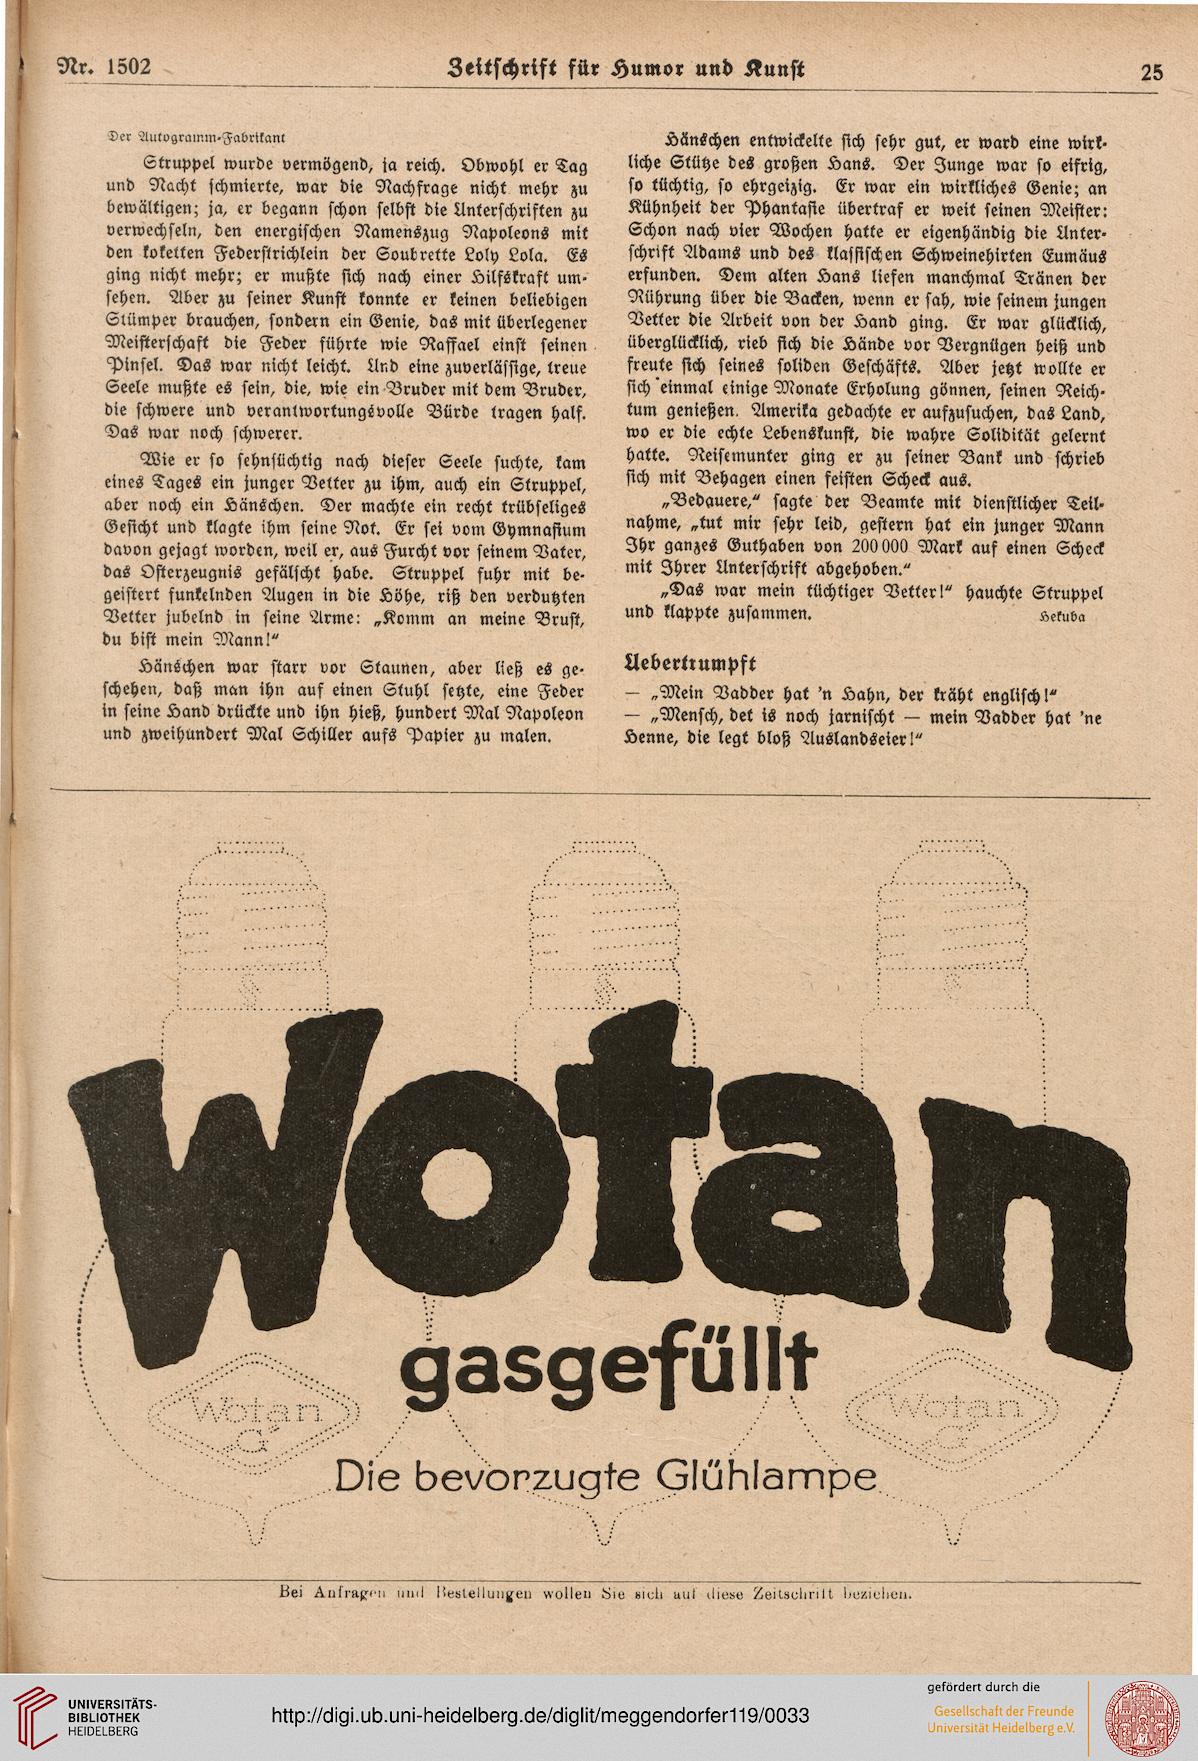 Nr. 1502
Zeitschrift für Humor und Kunst
25
Der Autogramm-Fabrikant
Struppel wurde vermögend, ja reich. Obwohl er Tag
und Nacht schmierte, war die Nachfrage nicht mehr zu
bewältigen; ja, er begann schon selbst die Unterschriften zu
verwechseln, den energischen Namenszug Napoleons mit
den koketten Federstrichlein der Soubrette Loly Lola. Es
ging nicht mehr; er mußte sich nach einer Hilfskraft um-
sehen. Aber zu seiner Kunst konnte er keinen beliebigen
Stümper brauchen, sondern ein Genie, das mit überlegener
Meisterschaft die Feder führte wie Raffael einst seinen
Pinsel. Das war nicht leicht. Und eine zuverlässige, treue
Seele mußte es sein, die, wie ein Bruder mit dem Bruder,
die schwere und verantwortungsvolle Bürde tragen half.
Das war noch schwerer.
Wie er so sehnsüchtig nach dieser Seele suchte, kam
eines Tages ein junger Vetter zu ihm, auch ein Struppel,
aber noch ein Hänschen. Der machte ein recht trübseliges
Gesicht und klagte ihm seine Not. Er sei vom Gymnasium
davon gejagt worden, weil er, aus Furcht vor seinem Vater,
das Osterzeugnis gefälscht habe. Struppel fuhr mit be-
geistert funkelnden Augen in die Höhe, riß den verdutzten
Vetter jubelnd in seine Arme: „Komm an meine Brust,
du bist mein Mann!“
Hänschen war starr vor Staunen, aber ließ es ge-
schehen, daß man ihn auf einen Stuhl setzte, eine Feder
in seine Hand drückte und ihn hieß, hundert Mal Napoleon
und zweihundert Mal Schiller aufs Papier zu malen.
Hänschen entwickelte sich sehr gut, er ward eine wirk-
liche Stütze des großen Hans. Der Junge war so eifrig,
so tüchtig, so ehrgeizig. Er war ein wirkliches Genie; an
Kühnheit der Phantasie übertraf er weit seinen Meister:
Schon nach vier Wochen hatte er eigenhändig die Unter-
schrift Adams und des klassischen Schweinehirten Eumäus
erfunden. Dem alten Hans liefen manchmal Tränen der
Rührung über die Backen, wenn er sah, wie seinem jungen
Vetter die Arbeit von der Hand ging. Er war glücklich,
überglücklich, rieb sich die Hände vor Vergnügen heiß und
freute sich seines soliden Geschäfts. Aber jetzt wollte er
sich einmal einige Monate Erholung gönnen, seinen Reich-
tum genießen. Amerika gedachte er aufzusuchen, das Land,
wo er die echte Lebenskunst, die wahre Solidität gelernt
hatte. Reisemunter ging er zu seiner Bank und schrieb
sich mit Behagen einen feisten Scheck aus.
„Bedauere,“ sagte der Beamte mit dienstlicher Teil-
nahme, „tut mir sehr leid, gestern hat ein junger Mann
Ihr ganzes Guthaben von 200 000 Mark auf einen Scheck
mit Ihrer Unterschrift abgehoben.“
„Das war mein tüchtiger Vetter!“ hauchte Struppel
und klappte zusammen. Hekuba
Uebertrumpft
— „Mein Vadder hat 'n Hahn, der kräht englisch!“
— „Mensch, det is noch jarnischt — mein Vadder hat 'ne
Henne, die legt bloß Auslandseier!“
Wotan
gasgefüllt
Wotan Wotan
"G" "G"
Die bevorzugte Glühlampe
Bei Anfragen und Bestellungen wollen Sie sich auf diese Zeitschrift beziehen.
UNIVERSITÄTS-
BIBLIOTHEK
HEIDELBERG
http://digi.ub.uni-heidelberg.de/diglit/meggendorfer119/0033
gefördert durch die
Gesellschaft der Freunde
Universität Heidelberg e.V.